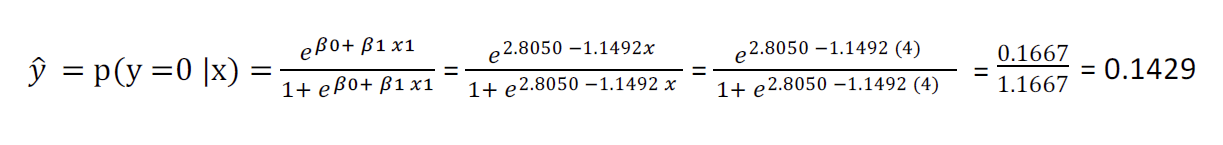 ŷ = p(y =0 |x) = e^{β0+ β1 x1} / (1+ e^{β0+ β1 x1}) = e^{2.8050 −1.1492x} / (1+ e^{2.8050 −1.1492 x}) = e^{2.8050 −1.1492 (4)} / (1+ e^{2.8050 −1.1492 (4)}) = 0.1667 / 1.1667 = 0.1429